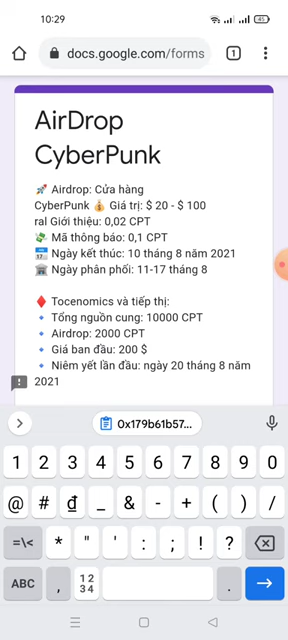 10:29
45
docs.google.com/forms
1
AirDrop
CyberPunk
🚀 Airdrop: Cửa hàng
CyberPunk 💰 Giá trị: $ 20 - $ 100
ral Giới thiệu: 0,02 CPT
💸 Mã thông báo: 0,1 CPT
📅 Ngày kết thúc: 10 tháng 8 năm 2021
🏦 Ngày phân phối: 11-17 tháng 8
♦️ Tocenomics và tiếp thị:
🔹 Tổng nguồn cung: 10000 CPT
🔹 Airdrop: 2000 CPT
🔹 Giá ban đầu: 200 $
🔹 Niêm yết lần đầu: ngày 20 tháng 8 năm
2021
0x179b61b57...
1 2 3 4 5 6 7 8 9 0
@ # đ _ & - + ( ) /
=\< * " ' : ; ! ?
ABC , 12 34 .